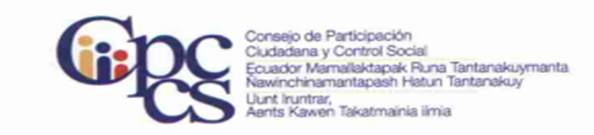 Cpccs
Consejo de Participación
Ciudadana y Control Social
Ecuador Mamallaktapak Runa Tantanakuymanta
Ñawinchinamantapash Hatun Tantanakuy
Uunt Iruntrar,
Aents Kawen Takatmainia iimia